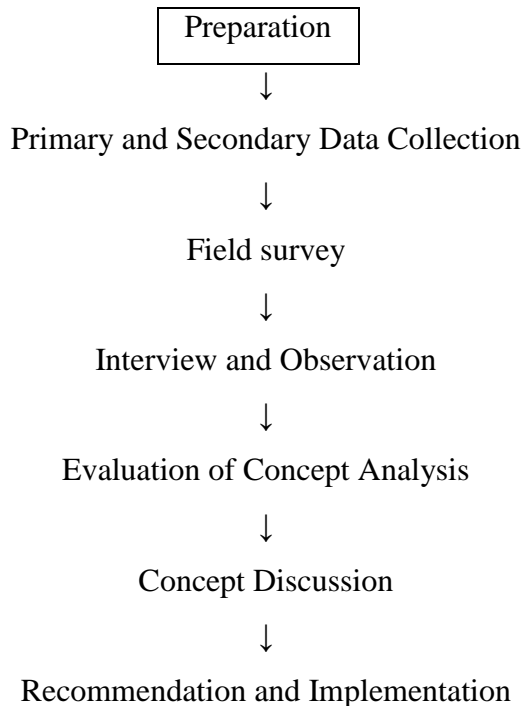 Preparation
↓
Primary and Secondary Data Collection
↓
Field survey
↓
Interview and Observation
↓
Evaluation of Concept Analysis
↓
Concept Discussion
↓
Recommendation and Implementation